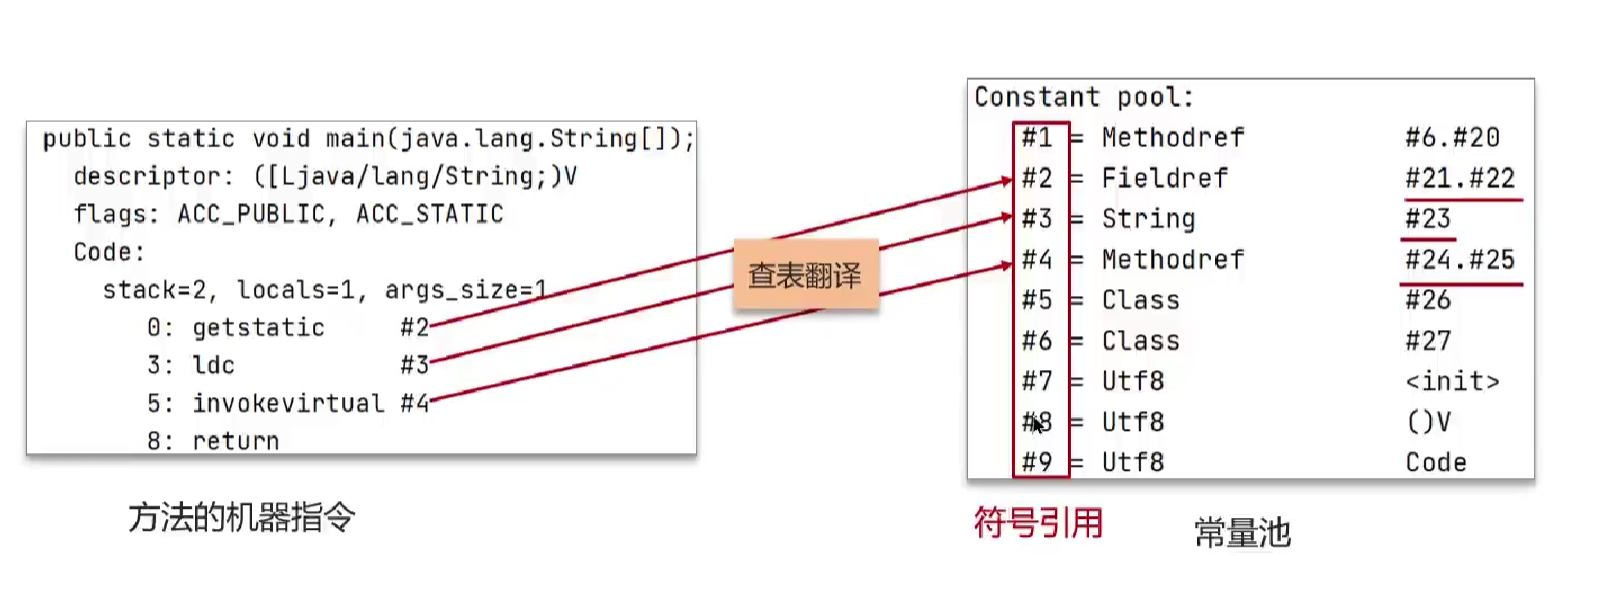 public static void main(java.lang.String[]);
descriptor: ([Ljava/lang/String;)V
flags: ACC_PUBLIC, ACC_STATIC
Code:
stack=2, locals=1, args_size=1
0: getstatic #2
3: ldc #3
5: invokevirtual #4
8: return
方法的机器指令
查表翻译
Constant pool:
#1 = Methodref #6.#20
#2 = Fieldref #21.#22
#3 = String #23
#4 = Methodref #24.#25
#5 = Class #26
#6 = Class #27
#7 = Utf8 <init>
#8 = Utf8 ()V
#9 = Utf8 Code
符号引用
常量池